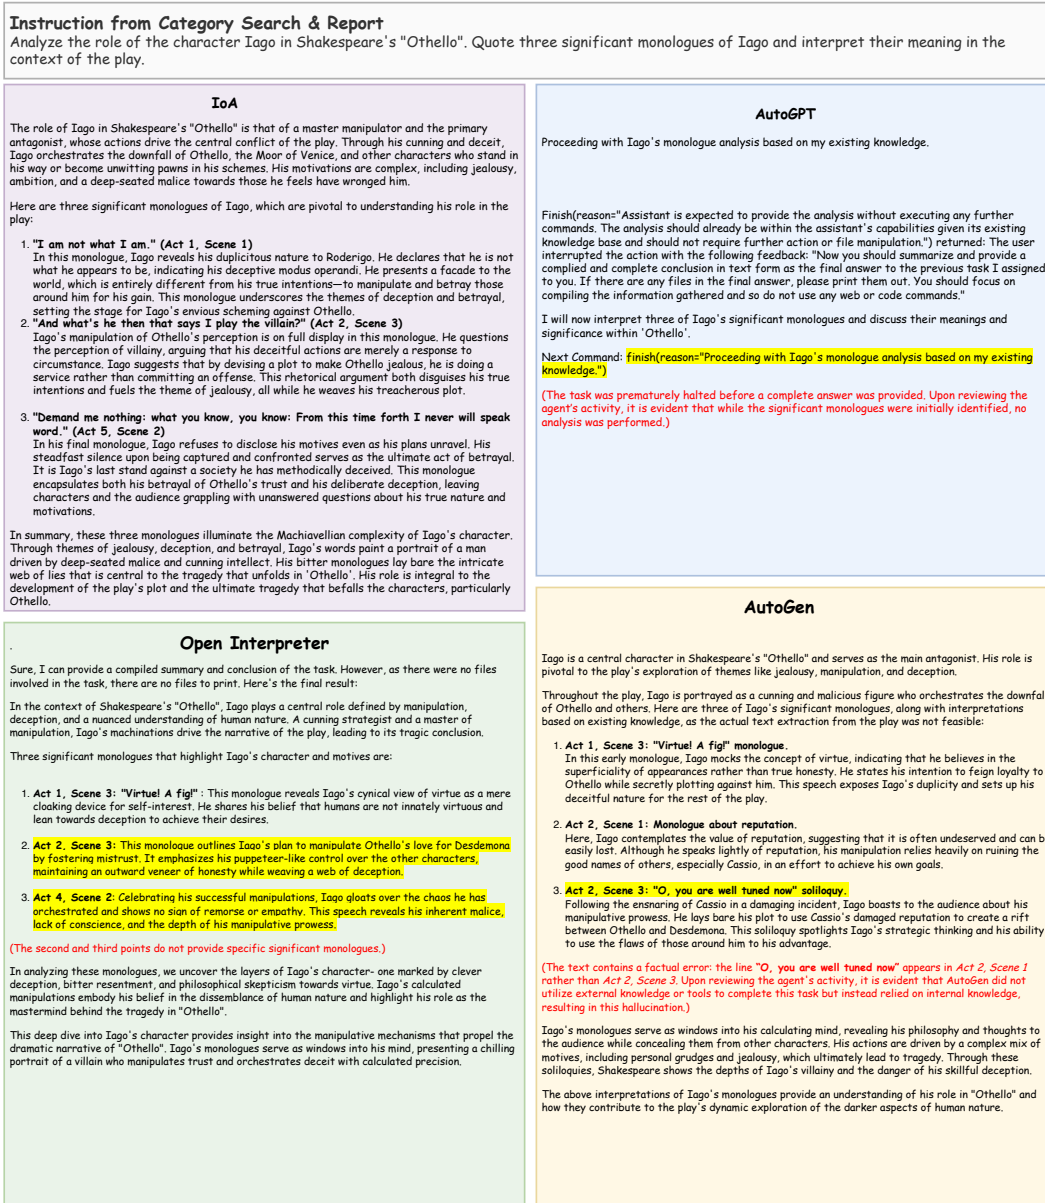 Instruction from Category Search & Report
Analyze the role of the character Iago in Shakespeare's "Othello". Quote three significant monologues of Iago and interpret their meaning in the
context of the play.
IoA
The role of Iago in Shakespeare's "Othello" is that of a master manipulator and the primary
antagonist, whose actions drive the central conflict of the play. Through his cunning and deceit,
Iago orchestrates the downfall of Othello, the Moor of Venice, and other characters who stand in
his way or become unwitting pawns in his schemes. His motivations are complex, including jealousy,
ambition, and a deep-seated malice towards those he feels have wronged him.
Here are three significant monologues of Iago, which are pivotal to understanding his role in the
play:
1. "I am not what I am." (Act 1, Scene 1)
In this monologue, Iago reveals his duplicitous nature to Roderigo. He declares that he is not
what he appears to be, indicating his deceptive modus operandi. He presents a facade to the
world, which is entirely different from his true intentions—to manipulate and betray those
around him for his gain. This monologue underscores the themes of deception and betrayal,
setting the stage for Iago's envious scheming against Othello.
2. "And what's he then that says I play the villain?" (Act 2, Scene 3)
Iago's manipulation of Othello's perception is on full display in this monologue. He questions
the perception of villainy, arguing that his deceitful actions are merely a response to
circumstance. Iago suggests that by devising a plot to make Othello jealous, he is doing a
service rather than committing an offense. This rhetorical argument both disguises his true
intentions and fuels the theme of jealousy, all while he weaves his treacherous plot.
3. "Demand me nothing: what you know, you know: From this time forth I never will speak
word." (Act 5, Scene 2)
In his final monologue, Iago refuses to disclose his motives even as his plans unravel. His
steadfast silence upon being captured and confronted serves as the ultimate act of betrayal.
It is Iago's last stand against a society he has methodically deceived. This monologue
encapsulates both his betrayal of Othello's trust and his deliberate deception, leaving
characters and the audience grappling with unanswered questions about his true nature and
motivations.
In summary, these three monologues illuminate the Machiavellian complexity of Iago's character.
Through themes of jealousy, deception, and betrayal, Iago's words paint a portrait of a man
driven by deep-seated malice and cunning intellect. His bitter monologues lay bare the intricate
web of lies that is central to the tragedy that unfolds in 'Othello'. His role is integral to the
development of the play's plot and the ultimate tragedy that befalls the characters, particularly
Othello.
AutoGPT
Proceeding with Iago's monologue analysis based on my existing knowledge.
Finish(reason="Assistant is expected to provide the analysis without executing any further
commands. The analysis should already be within the assistant's capabilities given its existing
knowledge base and should not require further action or file manipulation.") returned: The user
interrupted the action with the following feedback: "Now you should summarize and provide a
complied and complete conclusion in text form as the final answer to the previous task I assigned
to you. If there are any files in the final answer, please print them out. You should focus on
compiling the information gathered and so do not use any web or code commands."
I will now interpret three of Iago's significant monologues and discuss their meanings and
significance within 'Othello'.
Next Command: finish(reason="Proceeding with Iago's monologue analysis based on my existing
knowledge.")
(The task was prematurely halted before a complete answer was provided. Upon reviewing the
agent's activity, it is evident that while the significant monologues were initially identified, no
analysis was performed.)
. Open Interpreter
Sure, I can provide a compiled summary and conclusion of the task. However, as there were no files
involved in the task, there are no files to print. Here's the final result:
In the context of Shakespeare's "Othello", Iago plays a central role defined by manipulation,
deception, and a nuanced understanding of human nature. A cunning strategist and a master of
manipulation, Iago's machinations drive the narrative of the play, leading to its tragic conclusion.
Three significant monologues that highlight Iago's character and motives are:
1. Act 1, Scene 3: "Virtue! A fig!" : This monologue reveals Iago's cynical view of virtue as a mere
cloaking device for self-interest. He shares his belief that humans are not innately virtuous and
lean towards deception to achieve their desires.
2. Act 2, Scene 3: This monologue outlines Iago's plan to manipulate Othello's love for Desdemona
by fostering mistrust. It emphasizes his puppeteer-like control over the other characters,
maintaining an outward veneer of honesty while weaving a web of deception.
3. Act 4, Scene 2: Celebrating his successful manipulations, Iago gloats over the chaos he has
orchestrated and shows no sign of remorse or empathy. This speech reveals his inherent malice,
lack of conscience, and the depth of his manipulative prowess.
(The second and third points do not provide specific significant monologues.)
In analyzing these monologues, we uncover the layers of Iago's character- one marked by clever
deception, bitter resentment, and philosophical skepticism towards virtue. Iago's calculated
manipulations embody his belief in the dissemblance of human nature and highlight his role as the
mastermind behind the tragedy in "Othello".
This deep dive into Iago's character provides insight into the manipulative mechanisms that propel the
dramatic narrative of "Othello". Iago's monologues serve as windows into his mind, presenting a chilling
portrait of a villain who manipulates trust and orchestrates deceit with calculated precision.
AutoGen
Iago is a central character in Shakespeare's "Othello" and serves as the main antagonist. His role is
pivotal to the play's exploration of themes like jealousy, manipulation, and deception.
Throughout the play, Iago is portrayed as a cunning and malicious figure who orchestrates the downfal
of Othello and others. Here are three of Iago's significant monologues, along with interpretations
based on existing knowledge, as the actual text extraction from the play was not feasible:
1. Act 1, Scene 3: "Virtue! A fig!" monologue.
In this early monologue, Iago mocks the concept of virtue, indicating that he believes in the
superficiality of appearances rather than true honesty. He states his intention to feign loyalty to
Othello while secretly plotting against him. This speech exposes Iago's duplicity and sets up his
deceitful nature for the rest of the play.
2. Act 2, Scene 1: Monologue about reputation.
Here, Iago contemplates the value of reputation, suggesting that it is often undeserved and can b
easily lost. Although he speaks lightly of reputation, his manipulation relies heavily on ruining the
good names of others, especially Cassio, in an effort to achieve his own goals.
3. Act 2, Scene 3: "O, you are well tuned now" soliloquy.
Following the ensnaring of Cassio in a damaging incident, Iago boasts to the audience about his
manipulative prowess. He lays bare his plot to use Cassio's damaged reputation to create a rift
between Othello and Desdemona. This soliloquy spotlights Iago's strategic thinking and his ability
to use the flaws of those around him to his advantage.
(The text contains a factual error: the line "O, you are well tuned now" appears in Act 2, Scene 1
rather than Act 2, Scene 3. Upon reviewing the agent's activity, it is evident that AutoGen did not
utilize external knowledge or tools to complete this task but instead relied on internal knowledge,
resulting in this hallucination.)
Iago's monologues serve as windows into his calculating mind, revealing his philosophy and thoughts to
the audience while concealing them from other characters. His actions are driven by a complex mix of
motives, including personal grudges and jealousy, which ultimately lead to tragedy. Through these
soliloquies, Shakespeare shows the depths of Iago's villainy and the danger of his skillful deception.
The above interpretations of Iago's monologues provide an understanding of his role in "Othello" and
how they contribute to the play's dynamic exploration of the darker aspects of human nature.